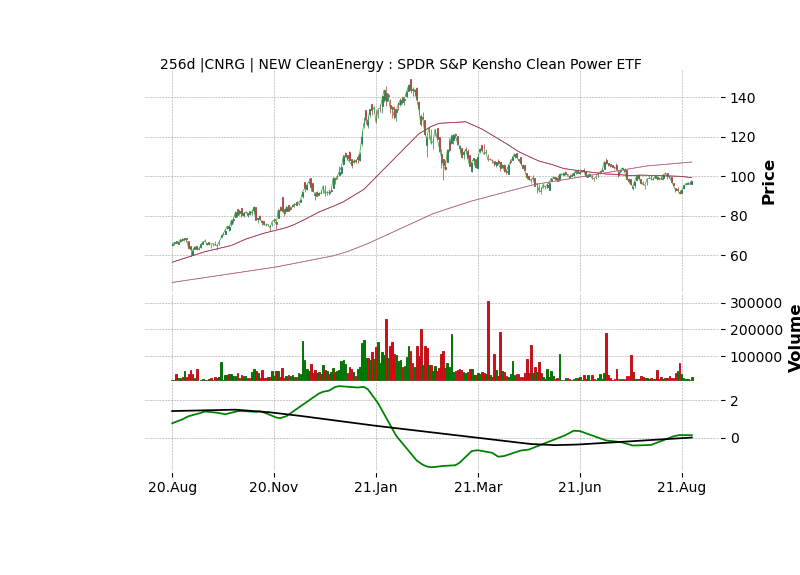 256d |CNRG | NEW CleanEnergy : SPDR S&P Kensho Clean Power ETF
140
120
100
80
60
Price
300000
200000
100000
Volume
2
0
20.Aug 20.Nov 21.Jan 21.Mar 21.Jun 21.Aug